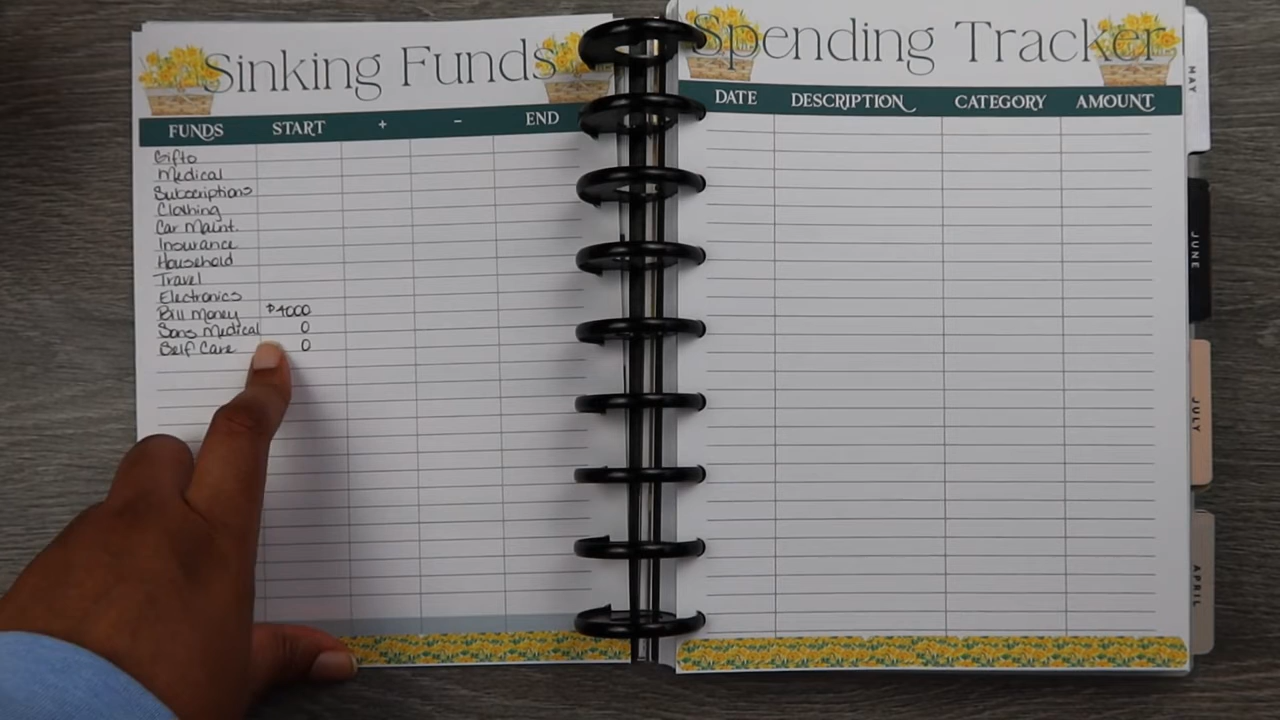 Sinking Funds
FUNDS START + - END
Gifts
Medical
Subscriptions
Clothing
Car Maint.
Insurance
Household
Travel
Electronics
Bill Money $4000
Sons Medical 0
Self Care 0
Spending Tracker
DATE DESCRIPTION CATEGORY AMOUNT
MAY
JUNE
JULY
APRIL